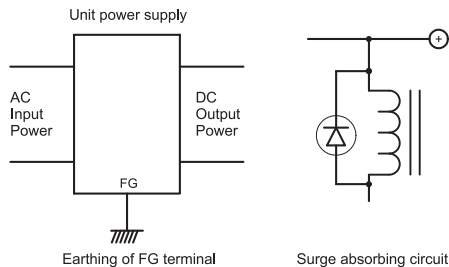 Unit power supply
AC
Input
Power
DC
Output
Power
FG
Earthing of FG terminal
+
Surge absorbing circuit